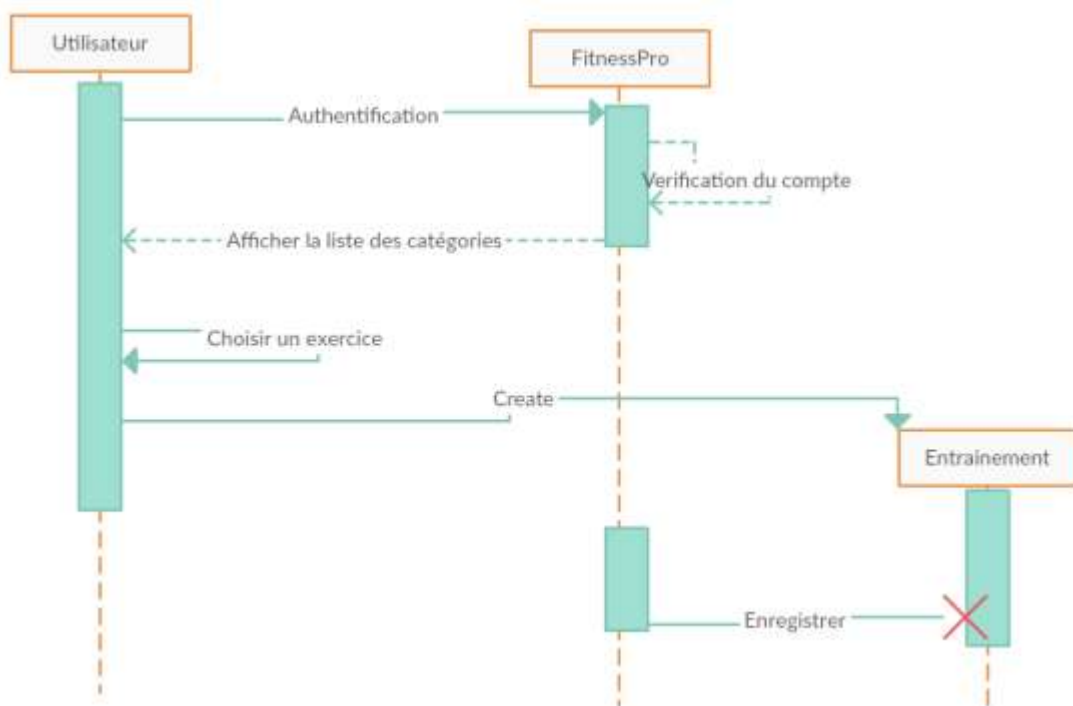 Utilisateur
FitnessPro
Authentification
Verification du compte
Afficher la liste des catégories
Choisir un exercice
Create
Entrainement
Enregistrer